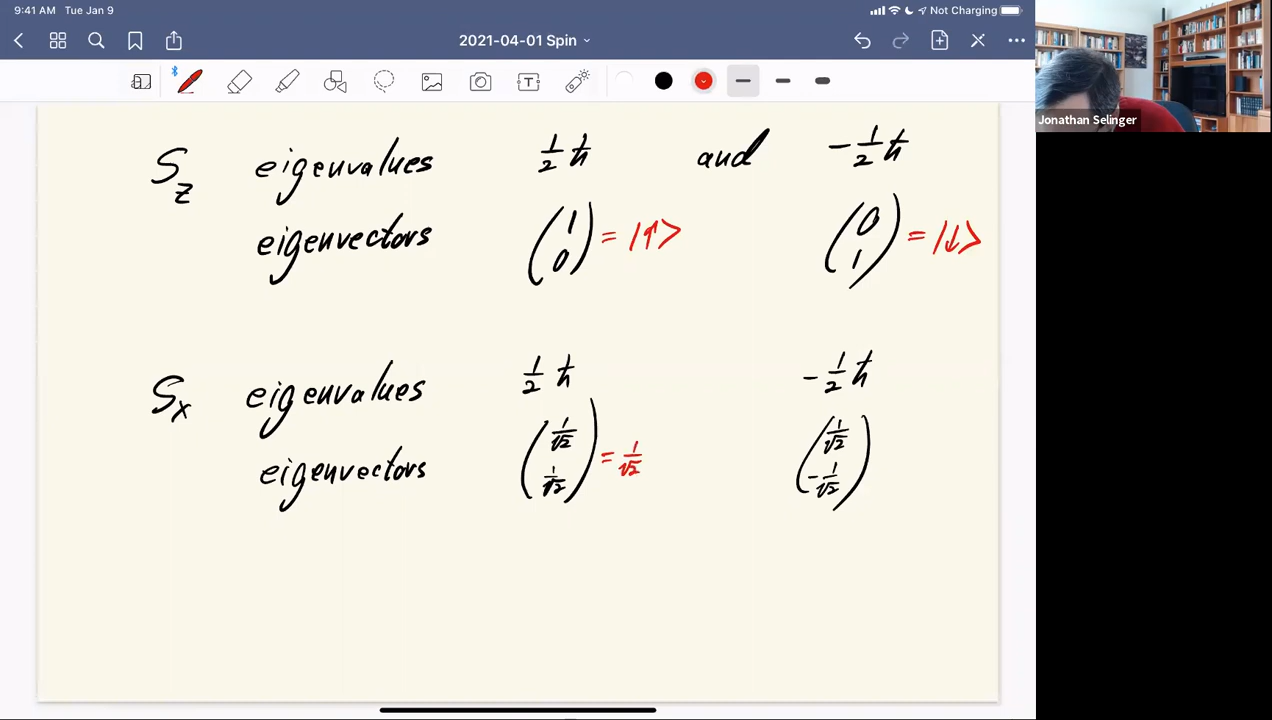 9:41 AM Tue Jan 9
Not Charging
2021-04-01 Spin
T
Jonathan Selinger
S_z eigenvalues 1/2 ħ and -1/2 ħ
eigenvectors (1 0) = |↑> (0 1) = |↓>
S_x eigenvalues 1/2 ħ -1/2 ħ
eigenvectors (1/√2 1/√2) = 1/√2 (1/√2 -1/√2)